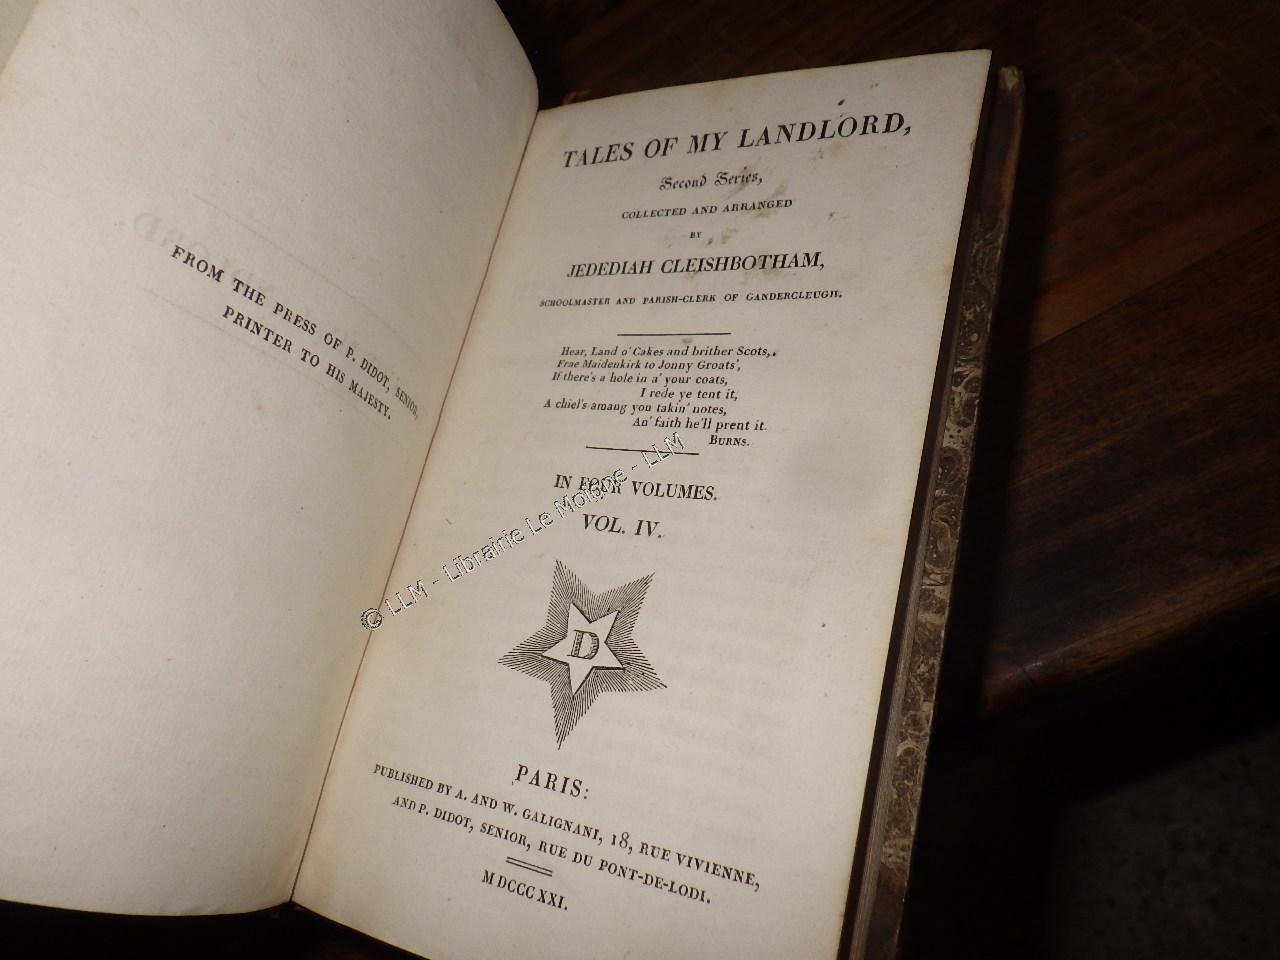 FROM THE PRESS OF P. DIDOT, SENIOR,
PRINTER TO HIS MAJESTY.
TALES OF MY LANDLORD,
Second Series,
COLLECTED AND ARRANGED
BY
JEDEDIAH CLEISHBOTHAM,
SCHOOLMASTER AND PARISH-CLERK OF GANDERCLEUGH.
Hear, Land o' Cakes and brither Scots,
Frae Maidenkirk to Jonny Groats',
If there's a hole in a' your coats,
I rede ye tent it,
A chiel's amang you takin' notes,
An' faith he'll prent it.
BURNS.
IN FOUR VOLUMES.
VOL. IV.
© LLM - Librairie Le Moigne - LLM
D
PARIS:
PUBLISHED BY A. AND W. GALIGNANI, 18, RUE VIVIENNE,
AND P. DIDOT, SENIOR, RUE DU PONT-DE-LODI.
M DCCC XXI.